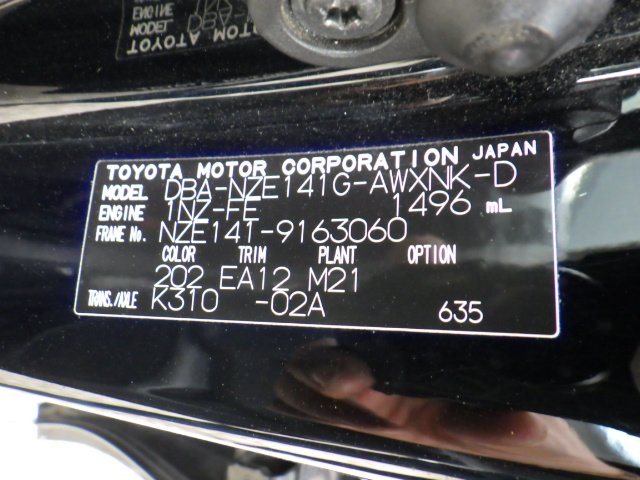 TOYOTA MOTOR CORPORATION JAPAN
MODEL DBA-NZE141G-AWXNK-D
ENGINE 1NZ-FE 1496 mL
FRAME No. NZE141-9163060
COLOR TRIM PLANT OPTION
202 EA12 M21
TRANS./AXLE K310 -02A 635